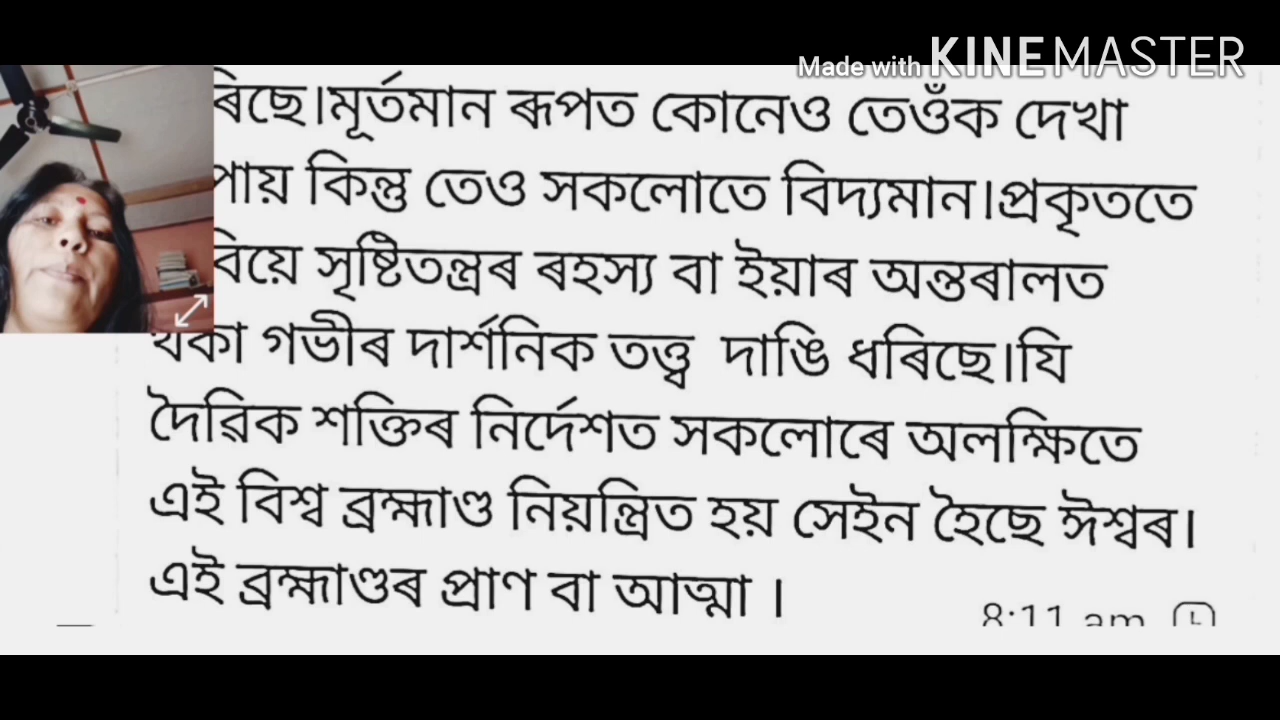 Made with KINEMASTER
ৰিছে।মূৰ্তমান ৰূপত কোনেও তেওঁক দেখা
পায় কিন্তু তেও সকলোতে বিদ্যমান।প্ৰকৃততে
বিয়ে সৃষ্টিতন্ত্ৰৰ ৰহস্য বা ইয়াৰ অন্তৰালত
থকা গভীৰ দাৰ্শনিক তত্ত্ব দাঙি ধৰিছে।যি
দৈৱিক শক্তিৰ নিৰ্দেশত সকলোৰে অলক্ষিতে
এই বিশ্ব ব্ৰহ্মাণ্ড নিয়ন্ত্ৰিত হয় সেইন হৈছে ঈশ্বৰ।
এই ব্ৰহ্মাণ্ডৰ প্ৰাণ বা আত্মা ।
8:11 am